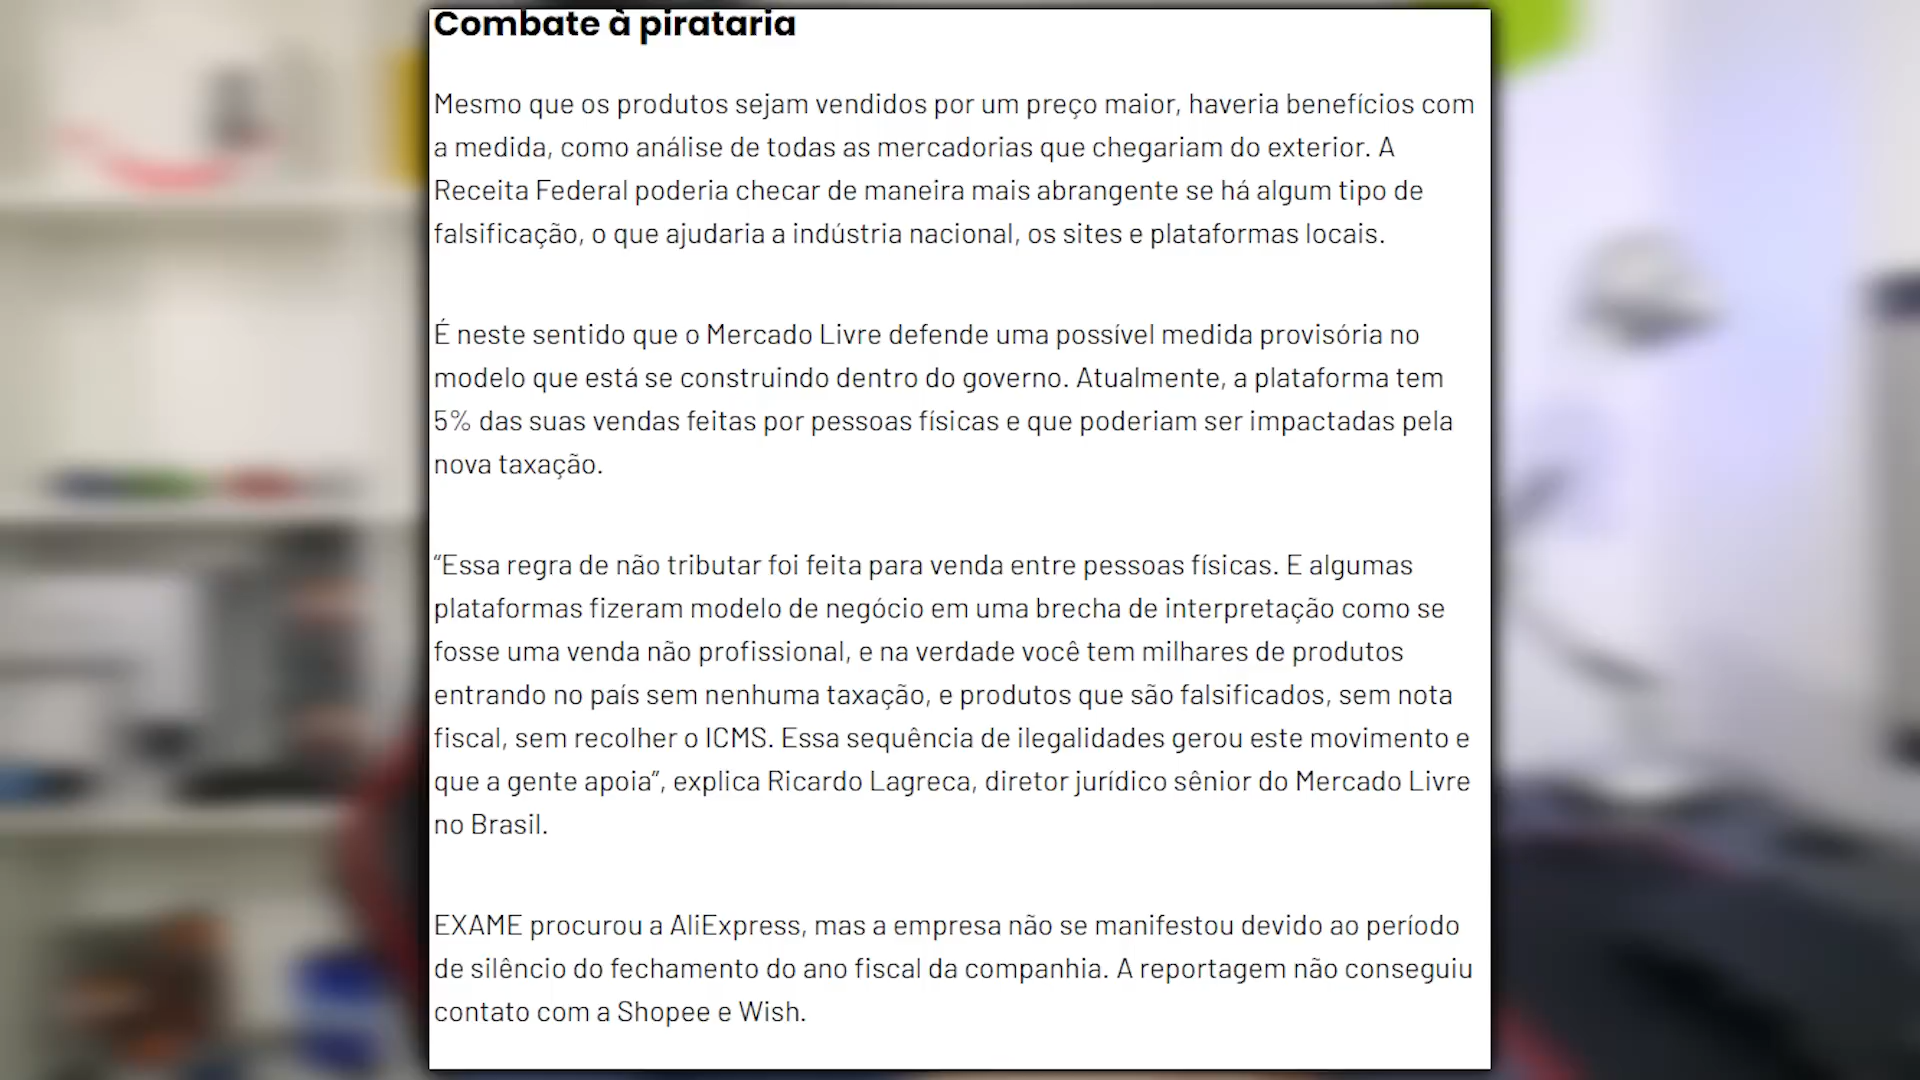 Combate à pirataria
Mesmo que os produtos sejam vendidos por um preço maior, haveria benefícios com
a medida, como análise de todas as mercadorias que chegariam do exterior. A
Receita Federal poderia checar de maneira mais abrangente se há algum tipo de
falsificação, o que ajudaria a indústria nacional, os sites e plataformas locais.
É neste sentido que o Mercado Livre defende uma possível medida provisória no
modelo que está se construindo dentro do governo. Atualmente, a plataforma tem
5% das suas vendas feitas por pessoas físicas e que poderiam ser impactadas pela
nova taxação.
“Essa regra de não tributar foi feita para venda entre pessoas físicas. E algumas
plataformas fizeram modelo de negócio em uma brecha de interpretação como se
fosse uma venda não profissional, e na verdade você tem milhares de produtos
entrando no país sem nenhuma taxação, e produtos que são falsificados, sem nota
fiscal, sem recolher o ICMS. Essa sequência de ilegalidades gerou este movimento e
que a gente apoia”, explica Ricardo Lagreca, diretor jurídico sênior do Mercado Livre
no Brasil.
EXAME procurou a AliExpress, mas a empresa não se manifestou devido ao período
de silêncio do fechamento do ano fiscal da companhia. A reportagem não conseguiu
contato com a Shopee e Wish.